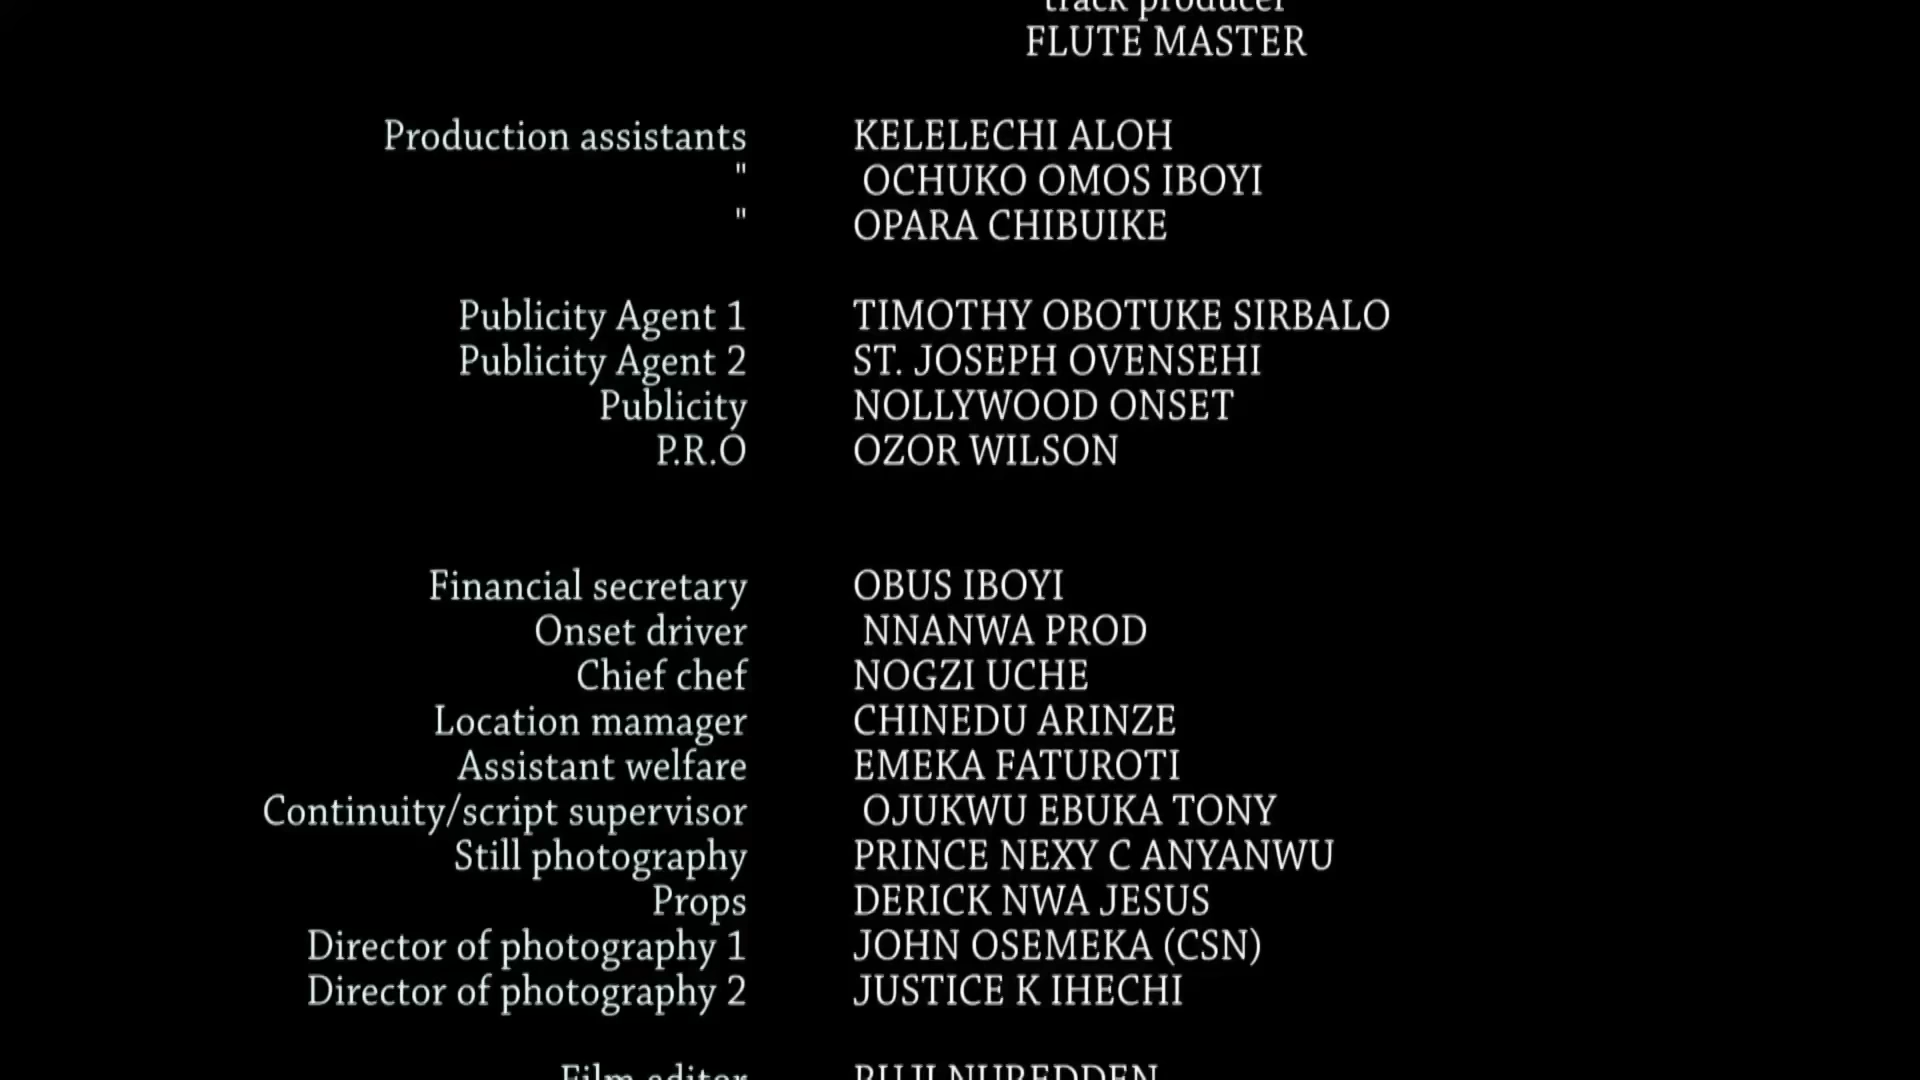 track producer
FLUTE MASTER
Production assistants KELELECHI ALOH
" OCHUKO OMOS IBOYI
" OPARA CHIBUIKE
Publicity Agent 1 TIMOTHY OBOTUKE SIRBALO
Publicity Agent 2 ST. JOSEPH OVENSEHI
Publicity NOLLYWOOD ONSET
P.R.O OZOR WILSON
Financial secretary OBUS IBOYI
Onset driver NNANWA PROD
Chief chef NOGZI UCHE
Location mamager CHINEDU ARINZE
Assistant welfare EMEKA FATUROTI
Continuity/script supervisor OJUKWU EBUKA TONY
Still photography PRINCE NEXY C ANYANWU
Props DERICK NWA JESUS
Director of photography 1 JOHN OSEMEKA (CSN)
Director of photography 2 JUSTICE K IHECHI
Film editor